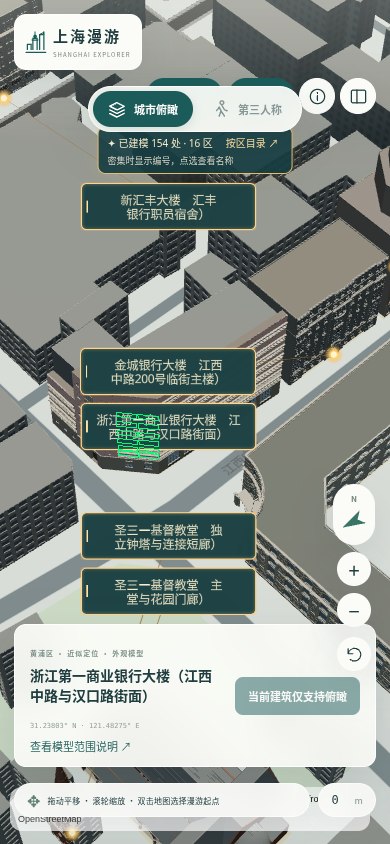 上海漫游
SHANGHAI EXPLORER
城市俯瞰
第三人称
✦ 已建模 154 处 · 16 区 按区目录 ↗
密集时显示编号，点选查看名称
新汇丰大楼 汇丰
银行职员宿舍）
金城银行大楼 江西
中路200号临街主楼）
浙江第一商业银行大楼 江
西中路与汉口路街面）
圣三一基督教堂 独
立钟塔与连接短廊）
圣三一基督教堂 主
堂与花园门廊）
N
+
−
黄浦区 · 近似定位 · 外观模型
浙江第一商业银行大楼（江西
中路与汉口路街面）
当前建筑仅支持俯瞰
31.23803° N · 121.48275° E
查看模型范围说明 ↗
拖动平移 · 滚轮缩放 · 双击地图选择漫游起点
0 m
OpenStreetMap